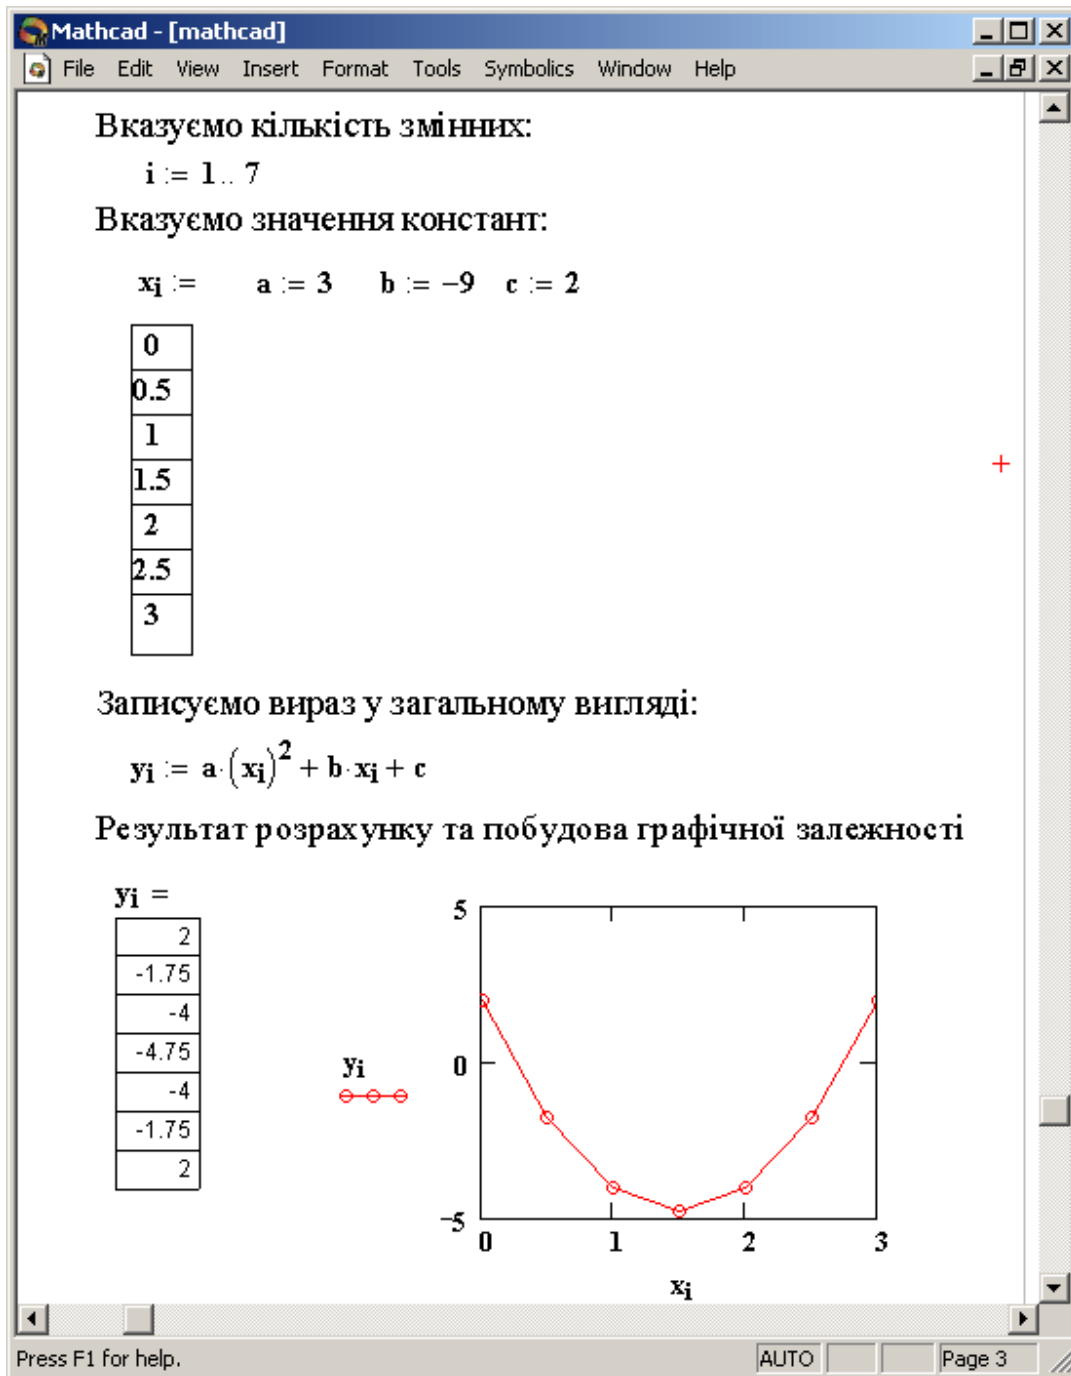 Mathcad - [mathcad]
File Edit View Insert Format Tools Symbolics Window Help
Вказуємо кількість змінних:
i := 1 .. 7
Вказуємо значення констант:
xi := a := 3 b := −9 c := 2
0
0.5
1
1.5
2
2.5
3
Записуємо вираз у загальному вигляді:
yi := a·(xi)² + b·xi + c
Результат розрахунку та побудова графічної залежності
yi =
2
-1.75
-4
-4.75
-4
-1.75
2
yi
5
0
−5
0 1 2 3
xi
Press F1 for help. AUTO Page 3